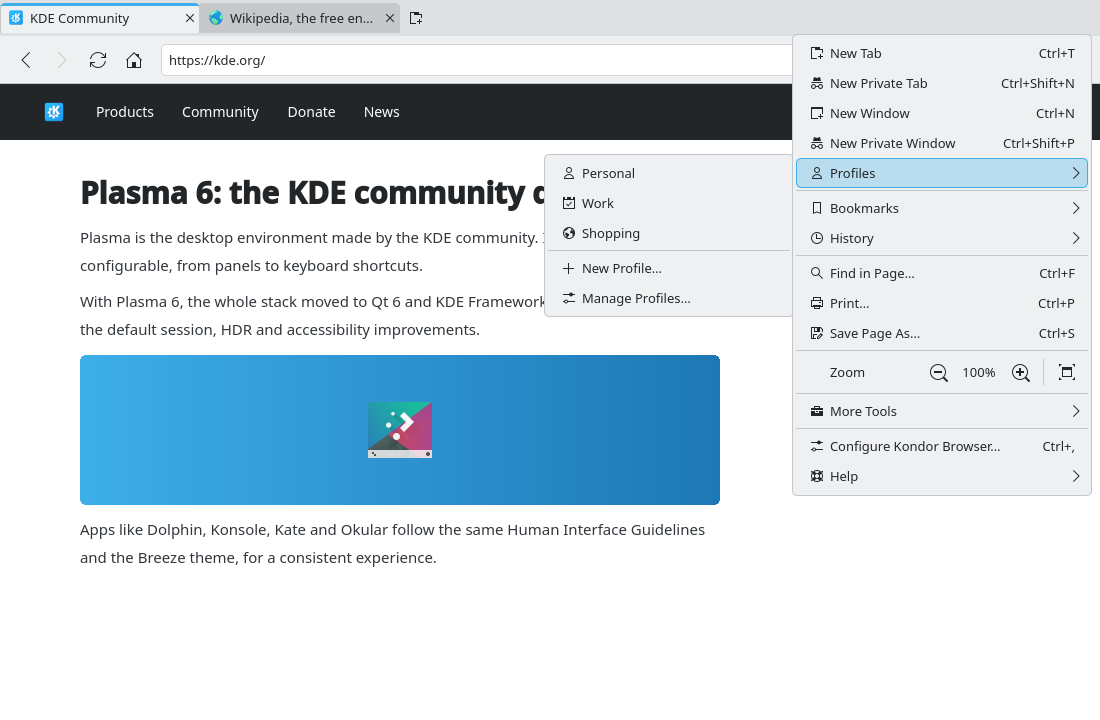 KDE Community
Wikipedia, the free en...
https://kde.org/
Products Community Donate News
Plasma 6: the KDE community
Plasma is the desktop environment made by the KDE community.
configurable, from panels to keyboard shortcuts.
With Plasma 6, the whole stack moved to Qt 6 and KDE Framework
the default session, HDR and accessibility improvements.
Apps like Dolphin, Konsole, Kate and Okular follow the same Human Interface Guidelines
and the Breeze theme, for a consistent experience.
Personal
Work
Shopping
New Profile...
Manage Profiles...
New Tab Ctrl+T
New Private Tab Ctrl+Shift+N
New Window Ctrl+N
New Private Window Ctrl+Shift+P
Profiles
Bookmarks
History
Find in Page... Ctrl+F
Print... Ctrl+P
Save Page As... Ctrl+S
Zoom 100%
More Tools
Configure Kondor Browser... Ctrl+,
Help